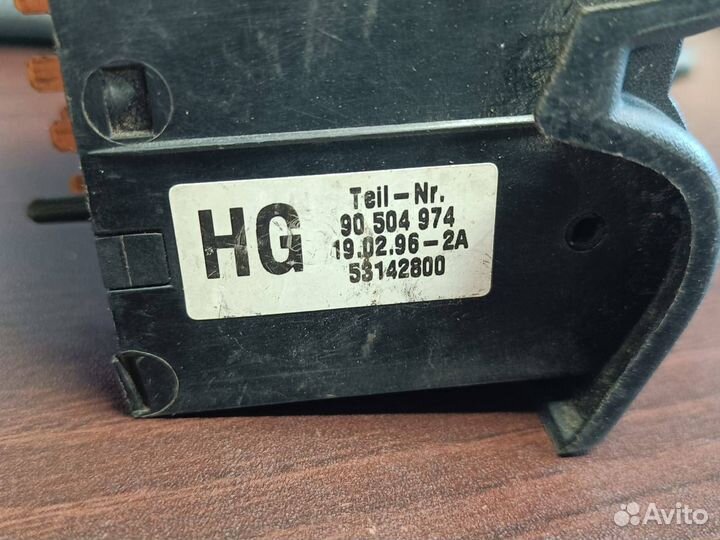 HG
Teil-Nr.
90 504 974
19.02.96-2A
53142800
Avito